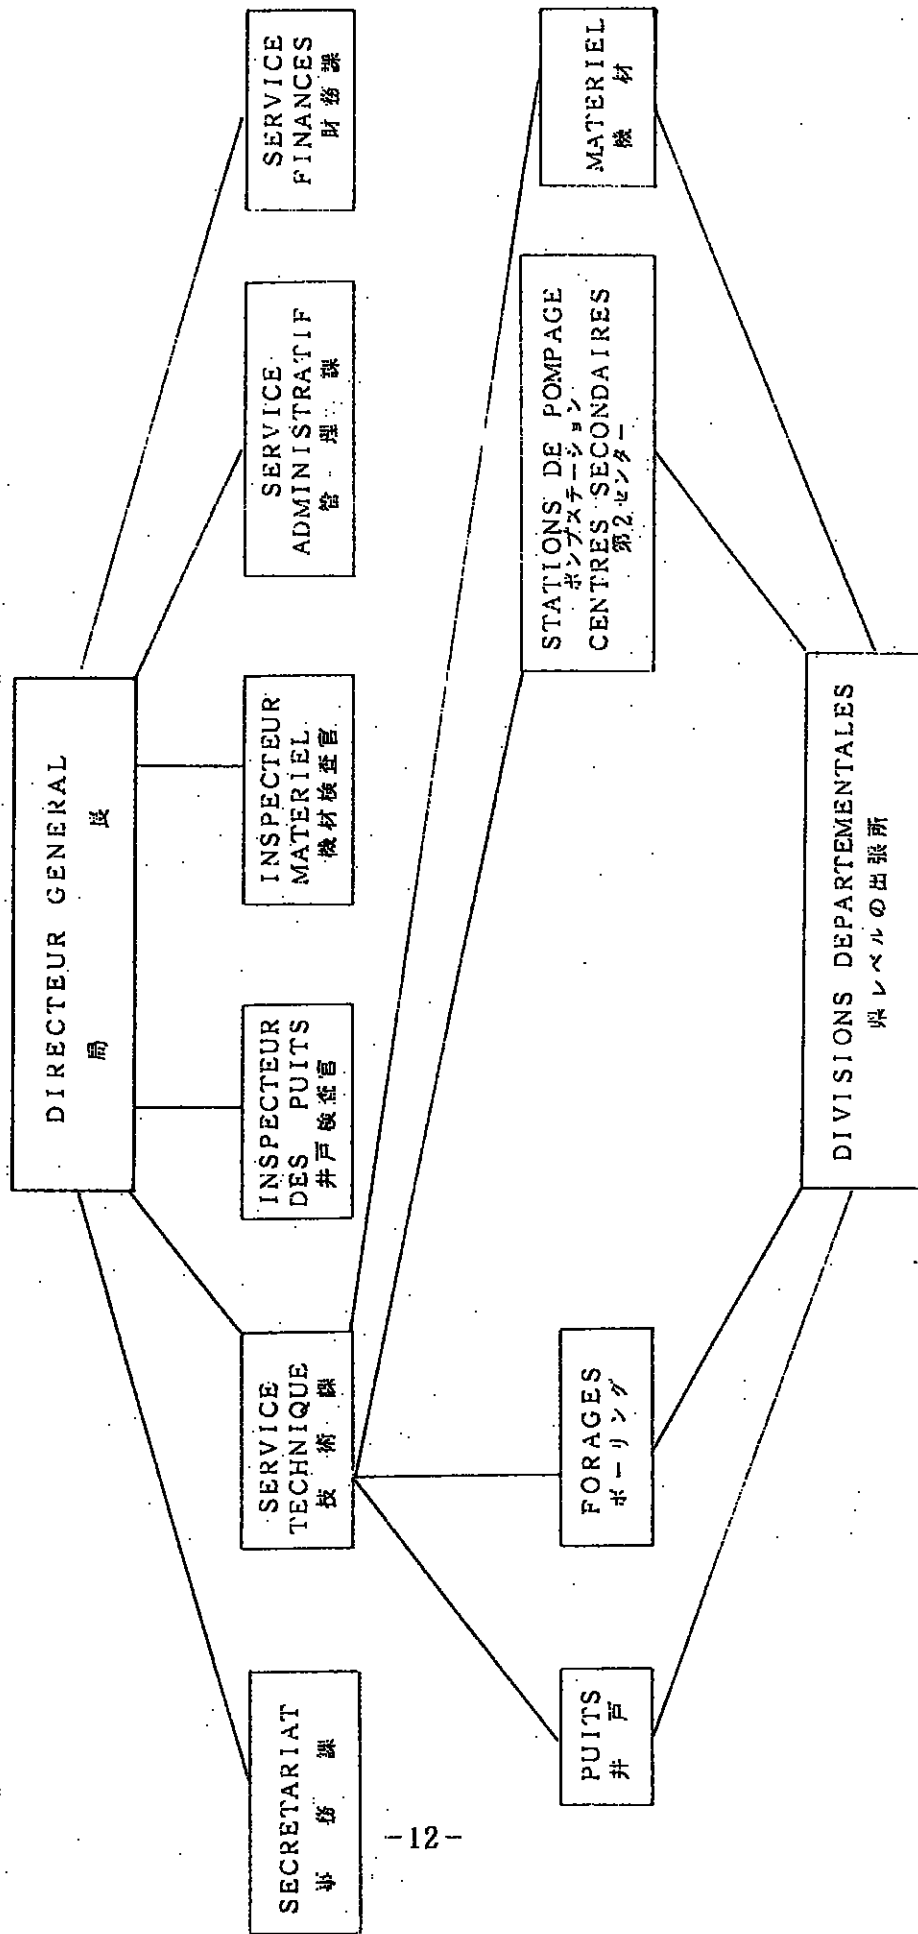 DIRECTEUR GENERAL
局 長
SECRETARIAT
事 務 課
SERVICE
TECHNIQUE
技 術 課
INSPECTEUR
DES PUITS
井戸検査官
INSPECTEUR
MATERIEL
機材検査官
SERVICE
ADMINISTRATIF
管 理 課
SERVICE
FINANCES
財務課
PUITS
井 戸
FORAGES
ボーリング
STATIONS DE POMPAGE
ポンプステーション
CENTRES SECONDAIRES
第2センター
MATERIEL
機 材
DIVISIONS DEPARTEMENTALES
県レベルの出張所
-12-